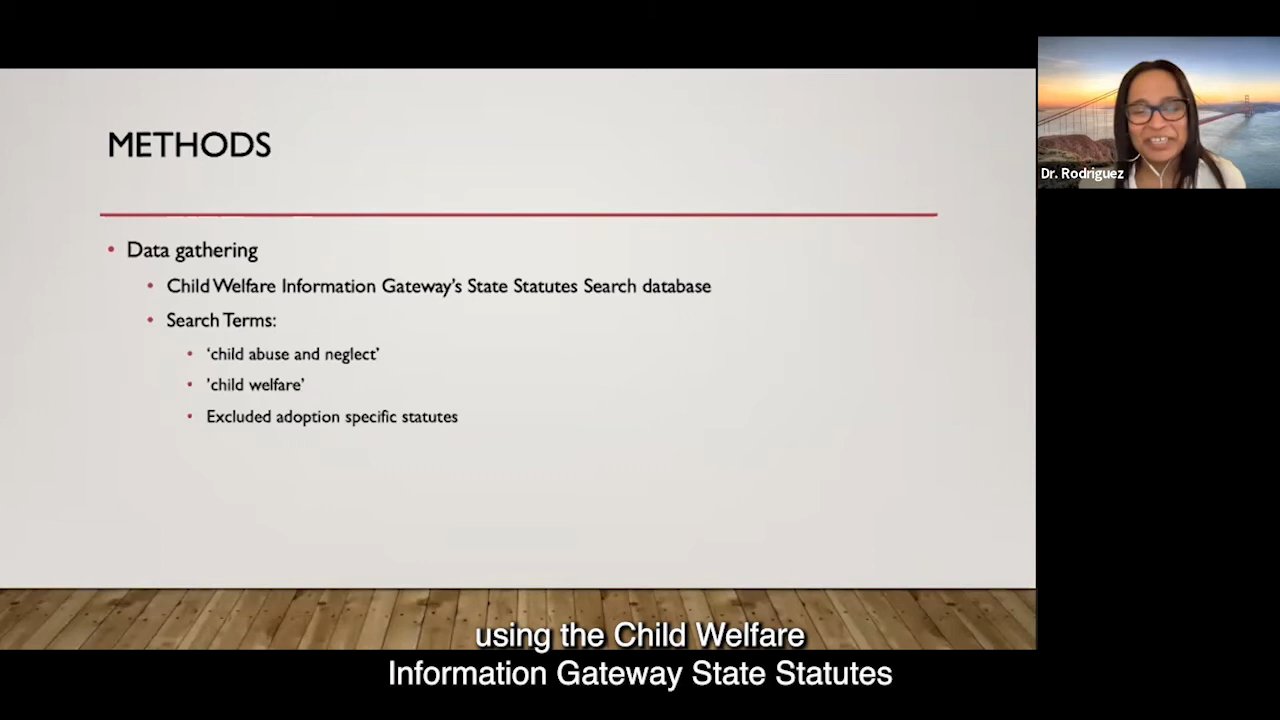 METHODS
• Data gathering
• Child Welfare Information Gateway’s State Statutes Search database
• Search Terms:
• ‘child abuse and neglect’
• ’child welfare’
• Excluded adoption specific statutes
Dr. Rodriguez
using the Child Welfare
Information Gateway State Statutes